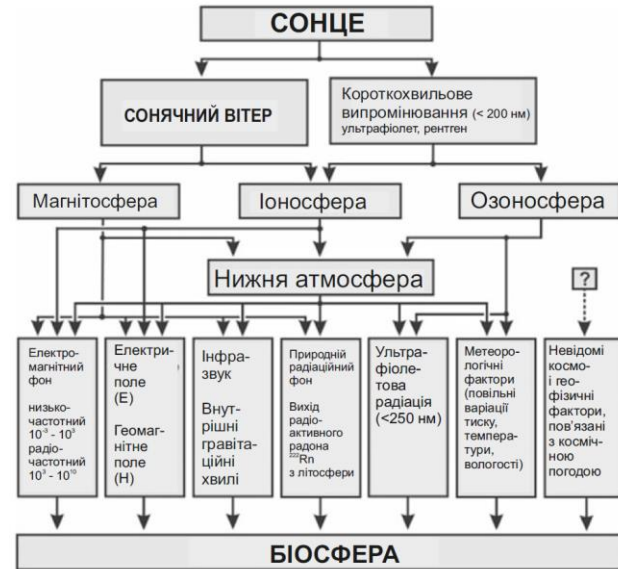 СОНЦЕ
СОНЯЧНИЙ ВІТЕР
Короткохвильове
випромінювання (< 200 нм)
ультрафіолет, рентген
Магнітосфера
Іоносфера
Озоносфера
Нижня атмосфера
?
Електро-
магнітний
фон
низько-
частотний
10⁻³ - 10³
радіо-
частотний
10³ - 10¹⁰
Електри-
чне
поле (Е)
Геомаг-
нітне
поле
(Н)
Інфра-
звук
Внут-
рішні
гравіта-
ційні
хвилі
Природній
радіаційний
фон
Вихід
радіо-
активного
радона
²²²Rn
з літосфери
Ультра-
фіоле-
това
радіація
(<250 нм)
Метеоро-
логічні
фактори
(повільні
варіації
тиску,
темпера-
тури,
вологості)
Невідомі
космо-
і гео-
фізичні
фактори,
пов'язані
з косміч-
ною
погодою
БІОСФЕРА